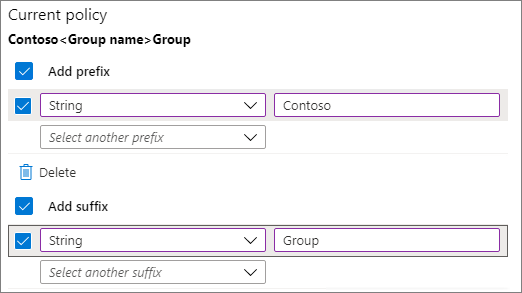 Current policy
Contoso<Group name>Group
Add prefix
String Contoso
Select another prefix
Delete
Add suffix
String Group
Select another suffix